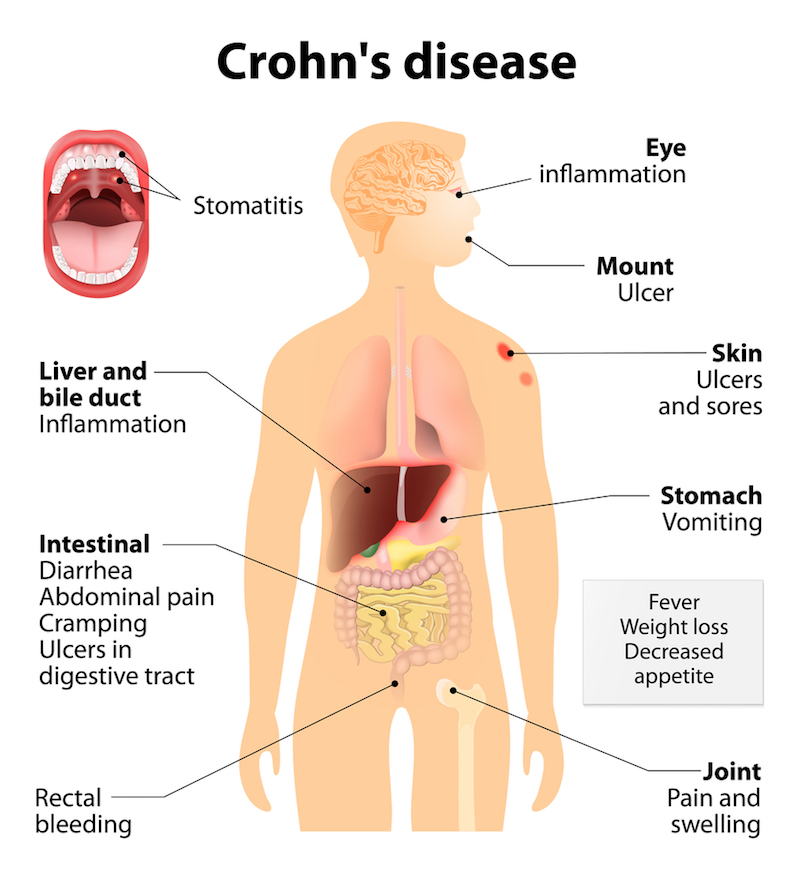 Crohn's disease
Stomatitis
Eye
inflammation
Mount
Ulcer
Skin
Ulcers
and sores
Liver and
bile duct
Inflammation
Stomach
Vomiting
Intestinal
Diarrhea
Abdominal pain
Cramping
Ulcers in
digestive tract
Fever
Weight loss
Decreased
appetite
Rectal
bleeding
Joint
Pain and
swelling